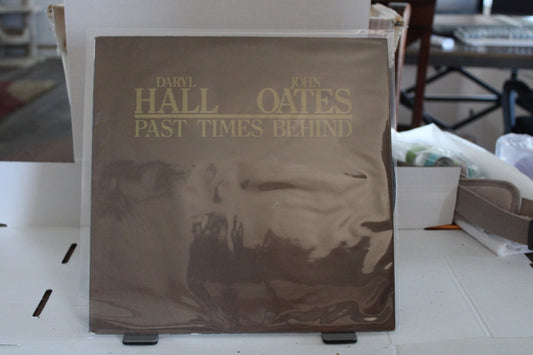 DARYL JOHN
HALL OATES
PAST TIMES BEHIND